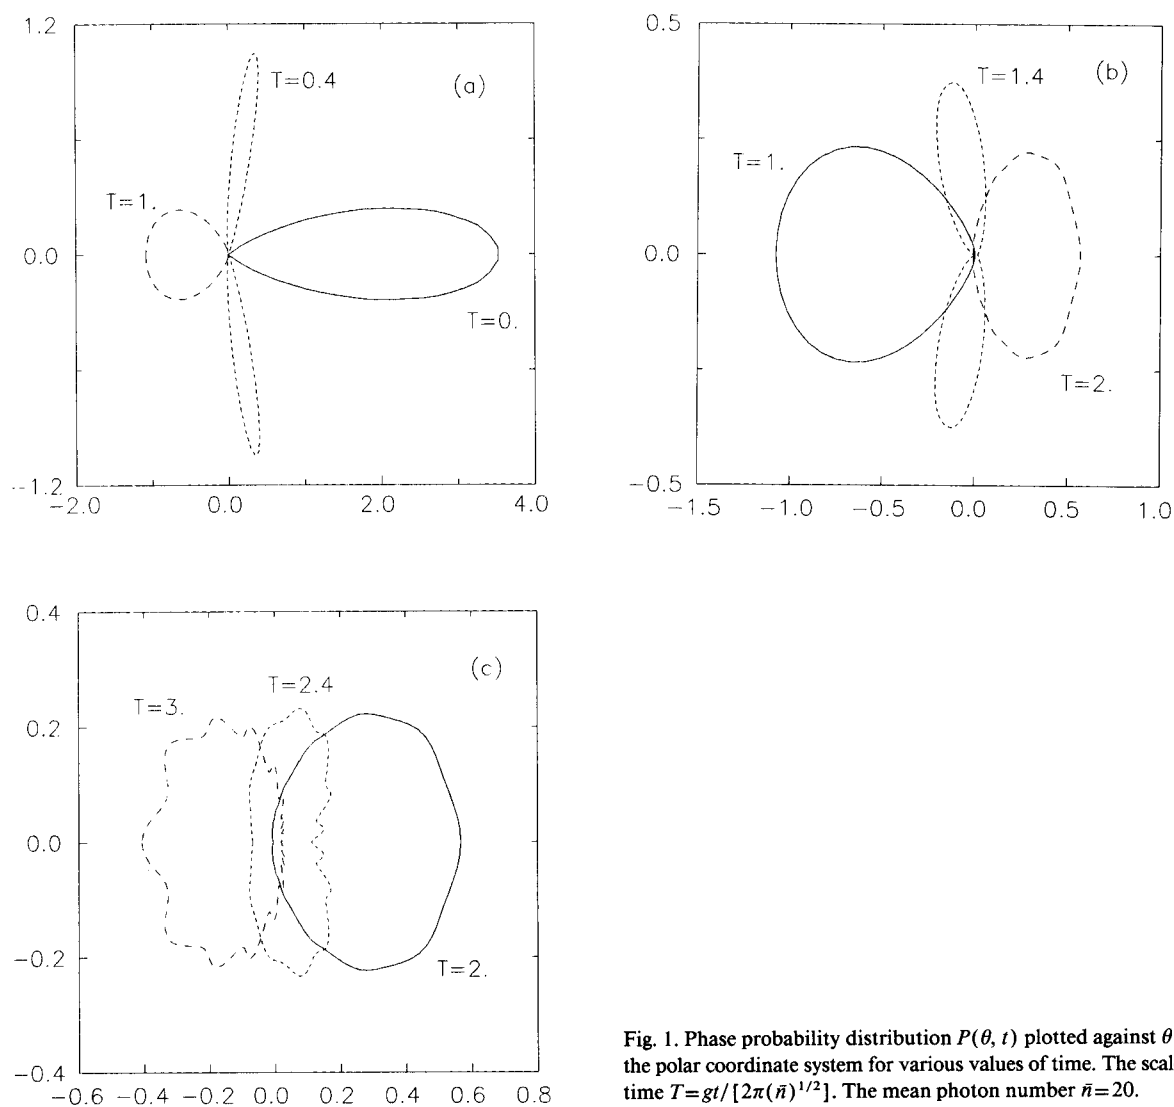 1.2
T=0.4
(a)
T=1.
0.0
T=0.
-1.2
-2.0 0.0 2.0 4.0
0.5
T=1.4
(b)
T=1.
0.0
T=2.
-0.5
-1.5 -1.0 -0.5 0.0 0.5 1.0
0.4
(c)
T=2.4
T=3.
0.2
0.0
-0.2
T=2.
-0.4
-0.6 -0.4 -0.2 0.0 0.2 0.4 0.6 0.8
Fig. 1. Phase probability distribution P(θ, t) plotted against θ
the polar coordinate system for various values of time. The scal
time T=gt/[2π(n̄)^{1/2}]. The mean photon number n̄=20.